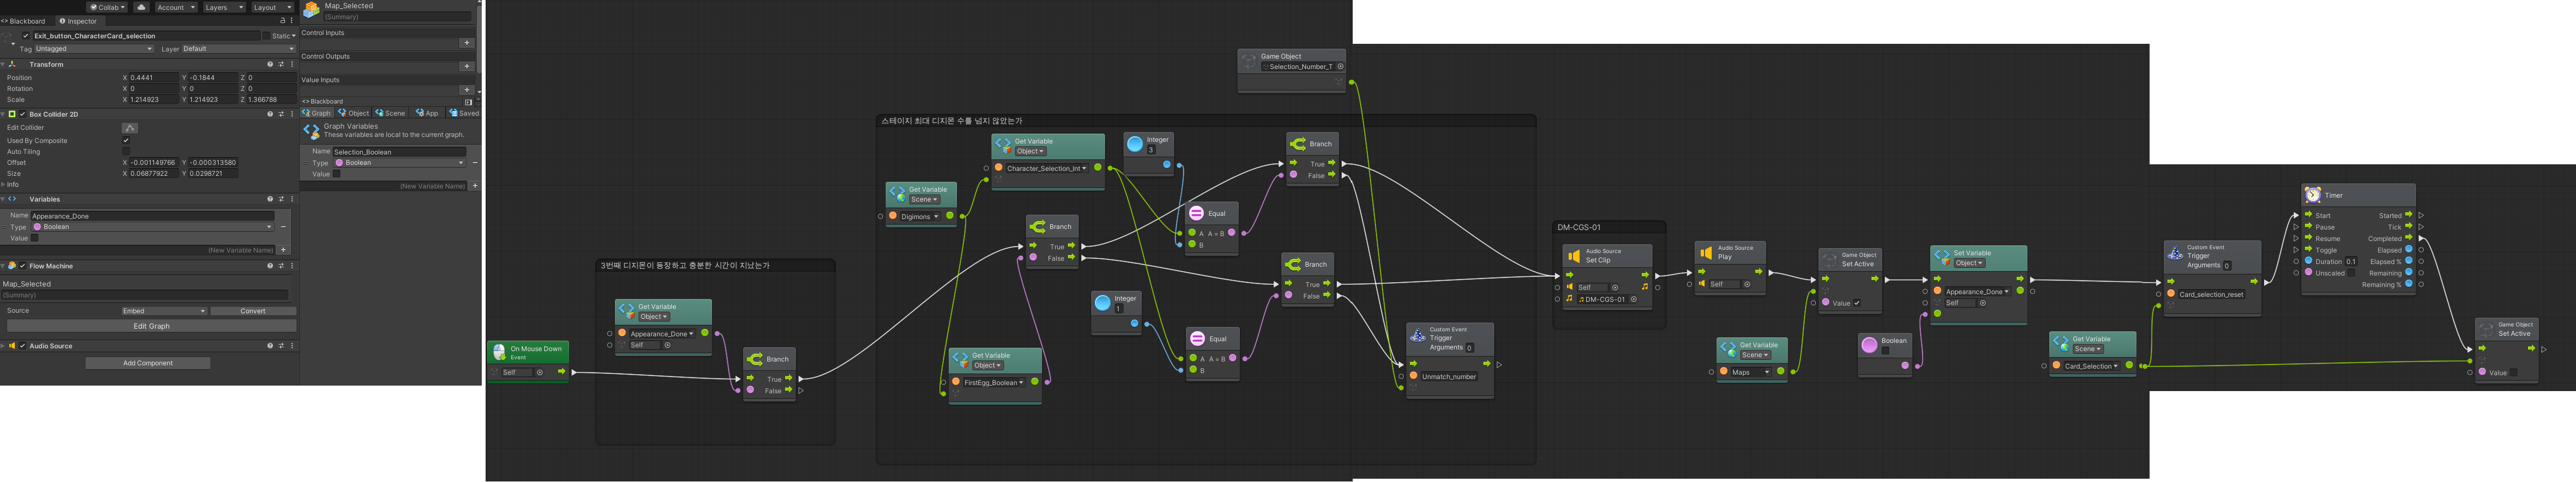 Collab
Account
Layers
Layout
Blackboard
Inspector
Exit_button_CharacterCard_selection
Static
Tag Untagged
Layer Default
Transform
Position X 0.4441 Y -0.1844 Z 0
Rotation X 0 Y 0 Z 0
Scale X 1.214923 Y 1.214923 Z 1.366788
Box Collider 2D
Edit Collider
Used By Composite
Auto Tiling
Offset X -0.001149766 Y -0.000313580
Size X 0.06877922 Y 0.0298721
Info
Variables
Name Appearance_Done
Type Boolean
Value
(New Variable Name)
Flow Machine
Map_Selected
(Summary)
Source Embed Convert
Edit Graph
Audio Source
Add Component
Map_Selected
(Summary)
Control Inputs
Control Outputs
Value Inputs
Blackboard
Graph Object Scene App Saved
Graph Variables
These variables are local to the current graph.
Name Selection_Boolean
Type Boolean
Value
(New Variable Name)
On Mouse Down
Event
Self
3번째 디지몬이 등장하고 충분한 시간이 지났는가
Get Variable
Object
Appearance_Done
Self
Branch
True
False
스테이지 최대 디지몬 수를 넘지 않았는가
Get Variable
Scene
Digimons
Get Variable
Object
Character_Selection_Int
Get Variable
Object
FirstEgg_Boolean
Branch
True
False
Integer
3
Integer
1
Equal
A A = B
B
Equal
A A = B
B
Branch
True
False
Branch
True
False
Game Object
Selection_Number_T
Custom Event
Trigger
Arguments 0
Unmatch_number
DM-CGS-01
Audio Source
Set Clip
Self
DM-CGS-01
Audio Source
Play
Self
Get Variable
Scene
Maps
Game Object
Set Active
Value
Boolean
Set Variable
Object
Appearance_Done
Self
Get Variable
Scene
Card_Selection
Custom Event
Trigger
Arguments 0
Card_selection_reset
Timer
Start Started
Pause Tick
Resume Completed
Toggle Elapsed
Duration 0.1 Elapsed %
Unscaled Remaining
Remaining %
Game Object
Set Active
Value